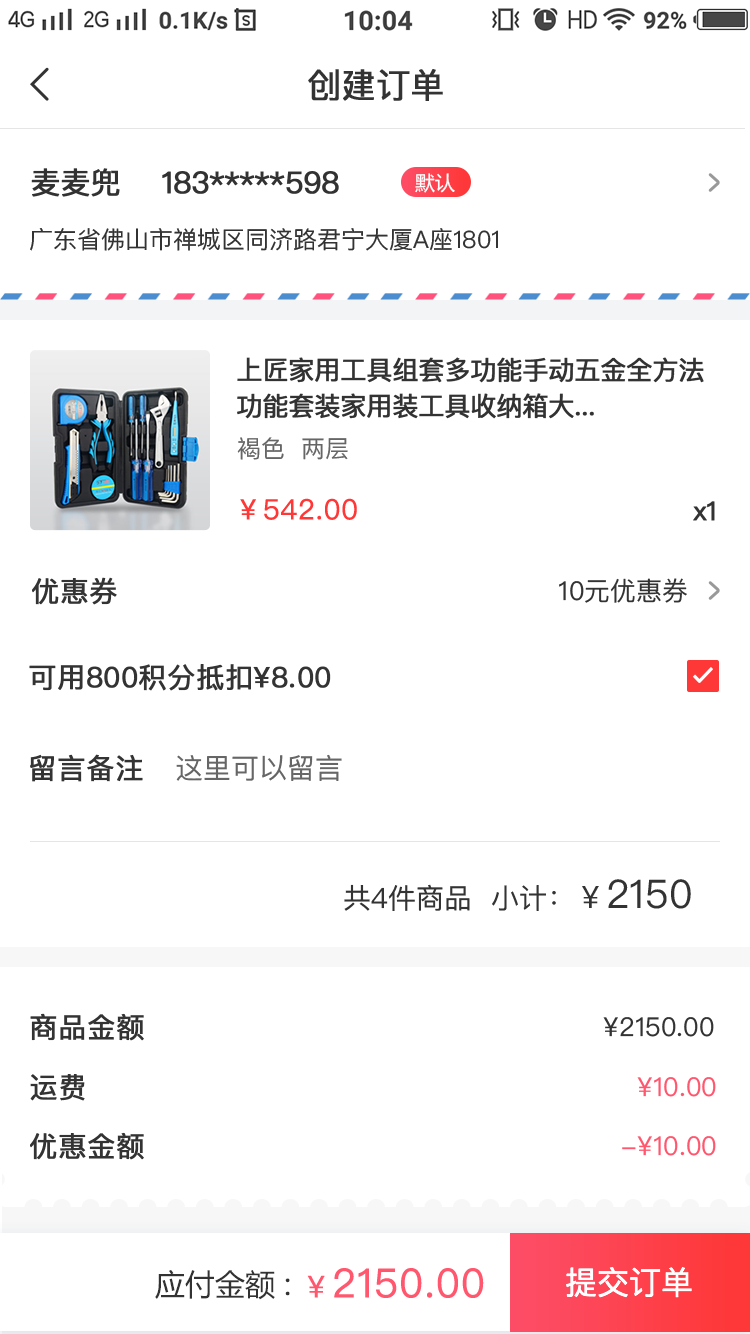 4G 2G 0.1K/s S 10:04 HD 92%
创建订单
麦麦兜 183*****598 默认
广东省佛山市禅城区同济路君宁大厦A座1801
上匠家用工具组套多功能手动五金全方法
功能套装家用装工具收纳箱大...
褐色 两层
¥ 542.00 x1
优惠券 10元优惠券
可用800积分抵扣¥8.00
留言备注 这里可以留言
共4件商品 小计： ¥ 2150
商品金额 ¥2150.00
运费 ¥10.00
优惠金额 –¥10.00
应付金额： ¥ 2150.00 提交订单